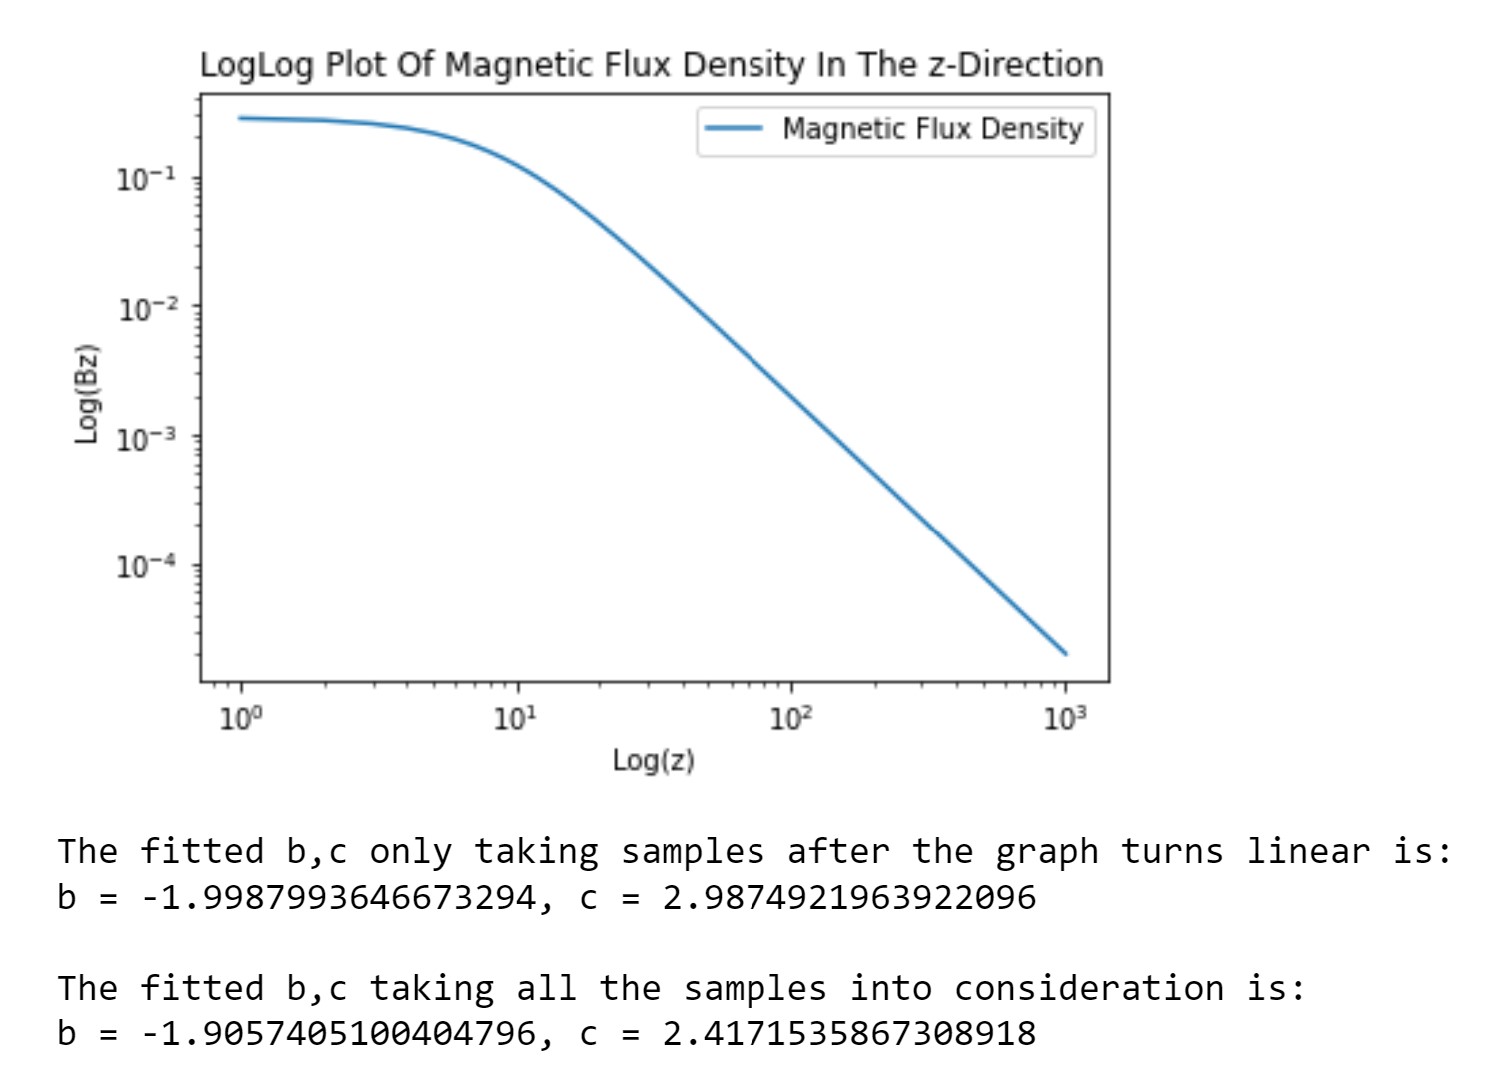 LogLog Plot Of Magnetic Flux Density In The z-Direction
Magnetic Flux Density
10⁻¹
10⁻²
10⁻³
10⁻⁴
Log(Bz)
10⁰ 10¹ 10² 10³
Log(z)
The fitted b,c only taking samples after the graph turns linear is:
b = -1.9987993646673294, c = 2.9874921963922096
The fitted b,c taking all the samples into consideration is:
b = -1.9057405100404796, c = 2.4171535867308918